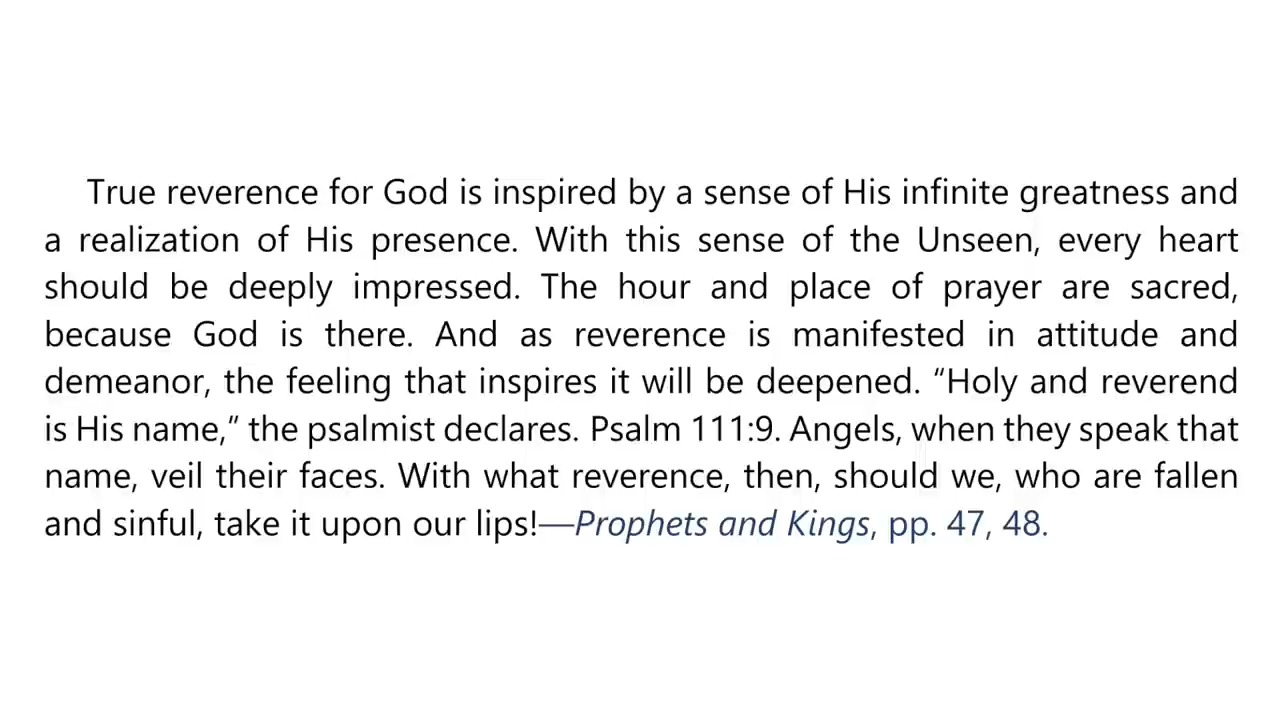 True reverence for God is inspired by a sense of His infinite greatness and
a realization of His presence. With this sense of the Unseen, every heart
should be deeply impressed. The hour and place of prayer are sacred,
because God is there. And as reverence is manifested in attitude and
demeanor, the feeling that inspires it will be deepened. “Holy and reverend
is His name,” the psalmist declares. Psalm 111:9. Angels, when they speak that
name, veil their faces. With what reverence, then, should we, who are fallen
and sinful, take it upon our lips!—Prophets and Kings, pp. 47, 48.